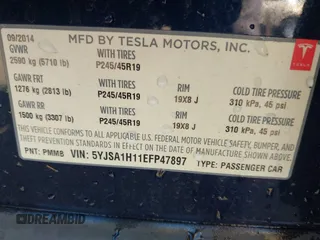 09/2014
MFD BY TESLA MOTORS, INC.
GVWR
2590 kg (5710 lb)
TIRES
P245/45R19
TESLA
GAWR FRT
1276 kg (2813 lb)
TIRES
P245/45R19
RIM
19X8 J
COLD TIRE PRESSURE
310 kPa, 45 psi
GAWR RR
1500 kg (3307 lb)
TIRES
P245/45R19
RIM
19X8 J
COLD TIRE PRESSURE
310 kPa, 45 psi
THIS VEHICLE CONFORMS TO ALL APPLICABLE U.S. FEDERAL MOTOR VEHICLE SAFETY, BUMPER, AND
THEFT PREVENTION STANDARDS IN EFFECT ON THE DATE OF MANUFACTURE SHOWN ABOVE.
PNT: PMMB VIN: 5YJSA1H11EFP47897 TYPE: PASSENGER CAR
AUTOBIDMASTER